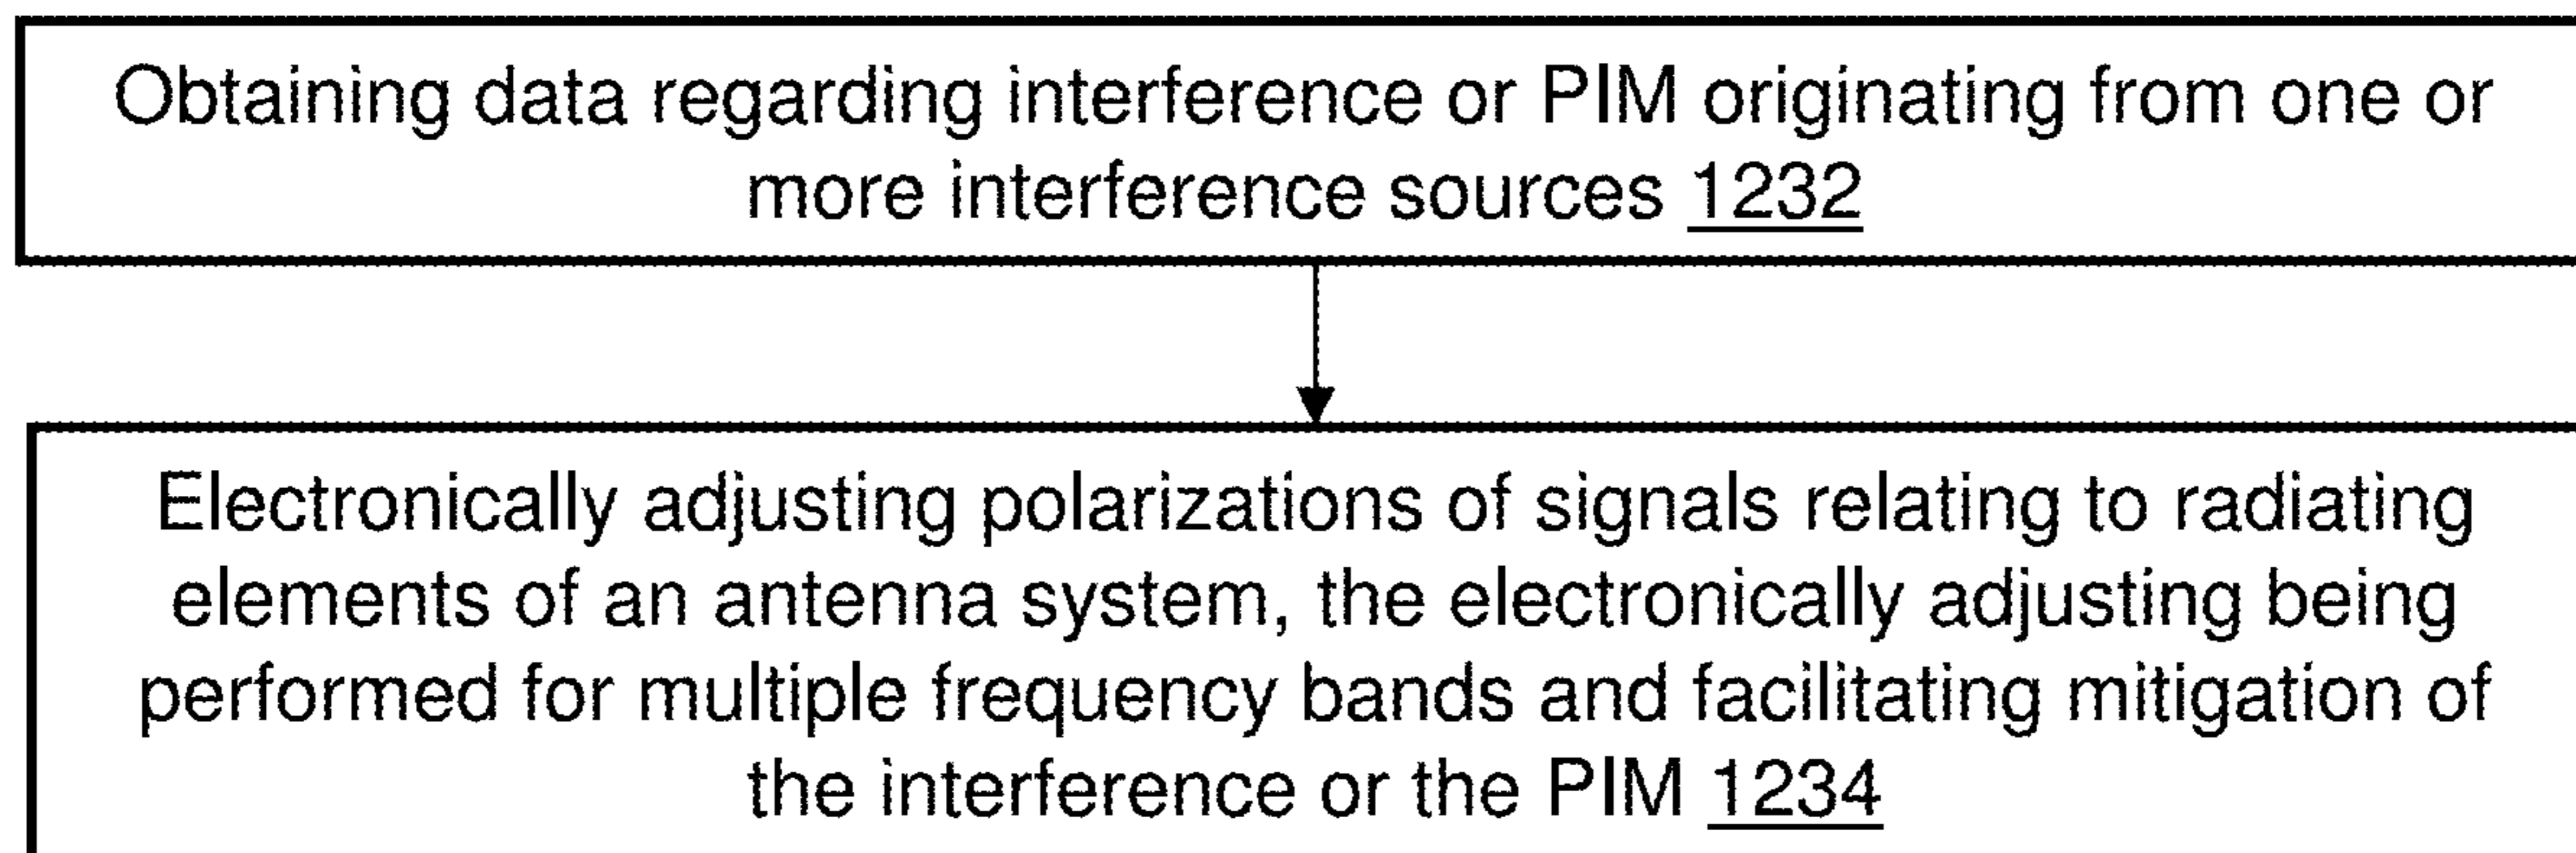 Obtaining data regarding interference or PIM originating from one or
more interference sources 1232
Electronically adjusting polarizations of signals relating to radiating
elements of an antenna system, the electronically adjusting being
performed for multiple frequency bands and facilitating mitigation of
the interference or the PIM 1234